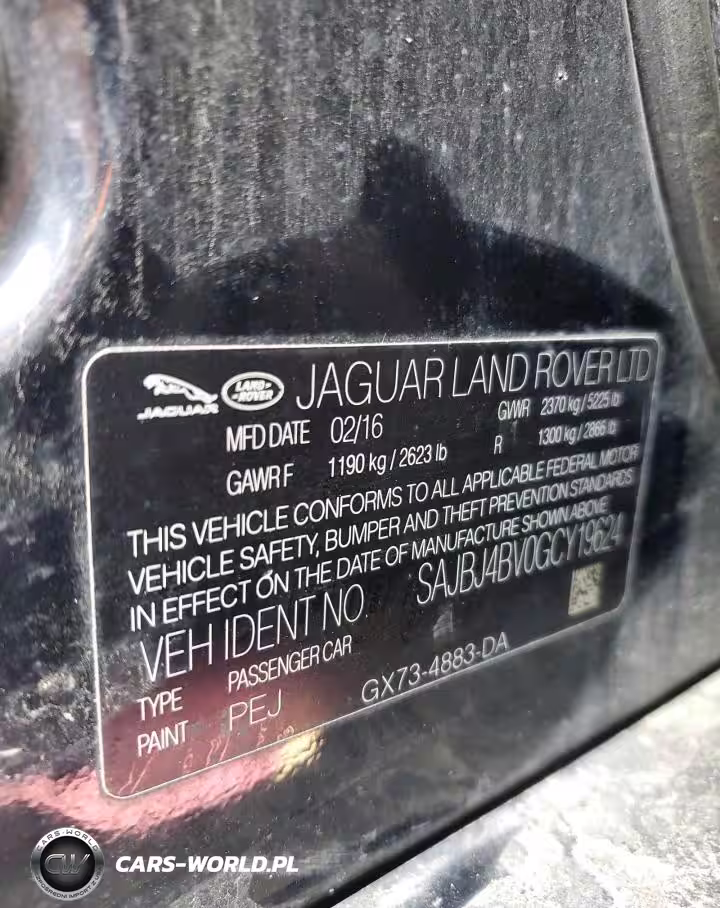 JAGUAR LAND-ROVER JAGUAR LAND ROVER LTD
MFD DATE 02/16 GVWR 2370 kg / 5225 lb
GAWR F 1190 kg / 2623 lb R 1300 kg / 2866 lb
THIS VEHICLE CONFORMS TO ALL APPLICABLE FEDERAL MOTOR
VEHICLE SAFETY, BUMPER AND THEFT PREVENTION STANDARDS
IN EFFECT ON THE DATE OF MANUFACTURE SHOWN ABOVE
VEH IDENT NO SAJBJ4BV0GCY19624
TYPE PASSENGER CAR
PAINT PEJ GX73-4883-DA
CARS-WORLD
CW
CARS-WORLD.PL